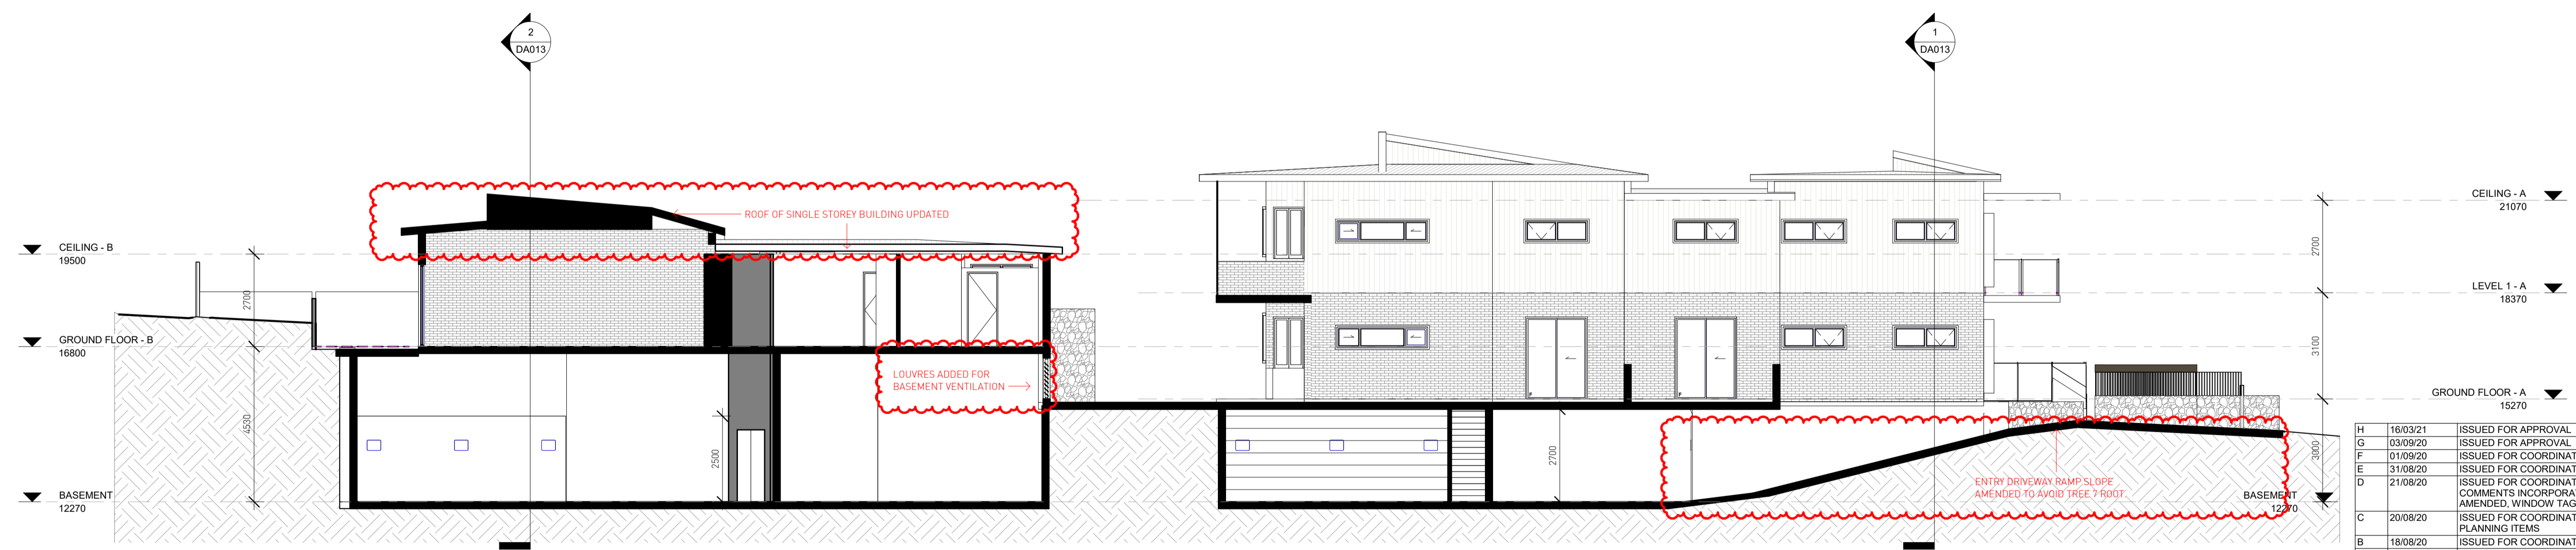 2
DA013
1
DA013
ROOF OF SINGLE STOREY BUILDING UPDATED
CEILING - B
19500
2700
GROUND FLOOR - B
16800
4530
BASEMENT
12270
LOUVRES ADDED FOR
BASEMENT VENTILATION
2500
2700
CEILING - A
21070
2700
LEVEL 1 - A
18370
3100
GROUND FLOOR - A
15270
3000
ENTRY DRIVEWAY RAMP SLOPE
AMENDED TO AVOID TREE 7 ROOT.
BASEMENT
12270
H 16/03/21 ISSUED FOR APPROVAL
G 03/09/20 ISSUED FOR APPROVAL
F 01/09/20 ISSUED FOR COORDINAT
E 31/08/20 ISSUED FOR COORDINAT
D 21/08/20 ISSUED FOR COORDINAT
COMMENTS INCORPORA
AMENDED, WINDOW TAG
C 20/08/20 ISSUED FOR COORDINAT
PLANNING ITEMS
B 18/08/20 ISSUED FOR COORDINAT